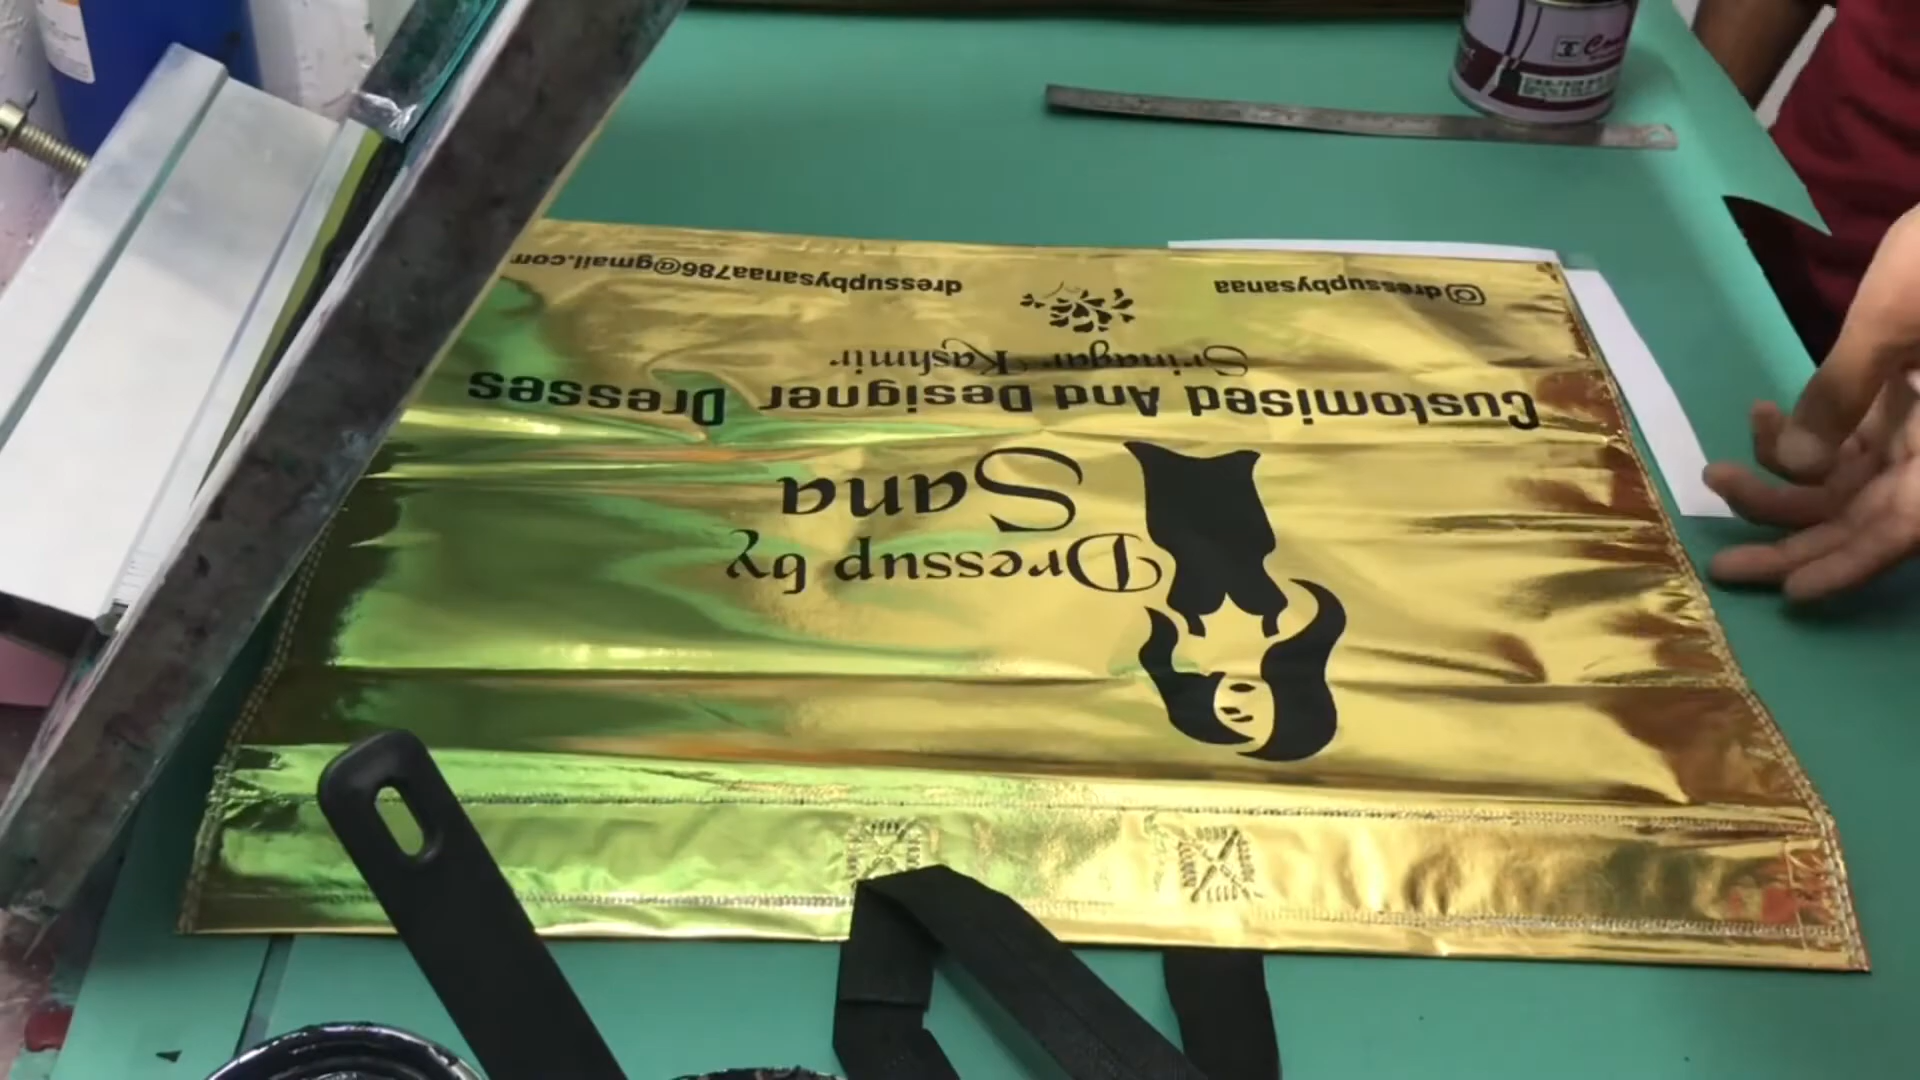 Dressup by
Sana
Customised And Designer Dresses
Srinagar Kashmir
@dressupbysanaa
dressupbysanaa786@gmail.com